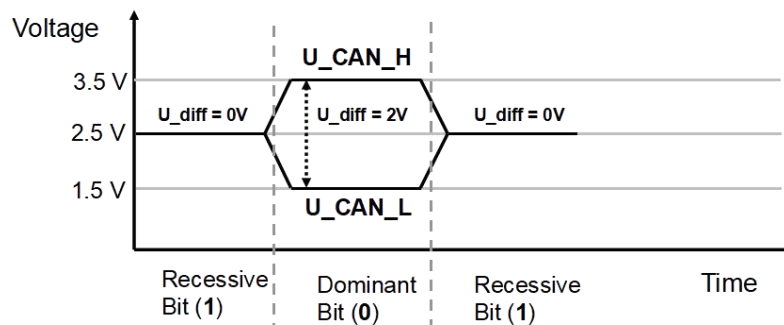 Voltage
U_CAN_H
3.5 V
U_diff = 0V U_diff = 2V U_diff = 0V
2.5 V
1.5 V
U_CAN_L
Recessive
Bit (1)
Dominant
Bit (0)
Recessive
Bit (1)
Time